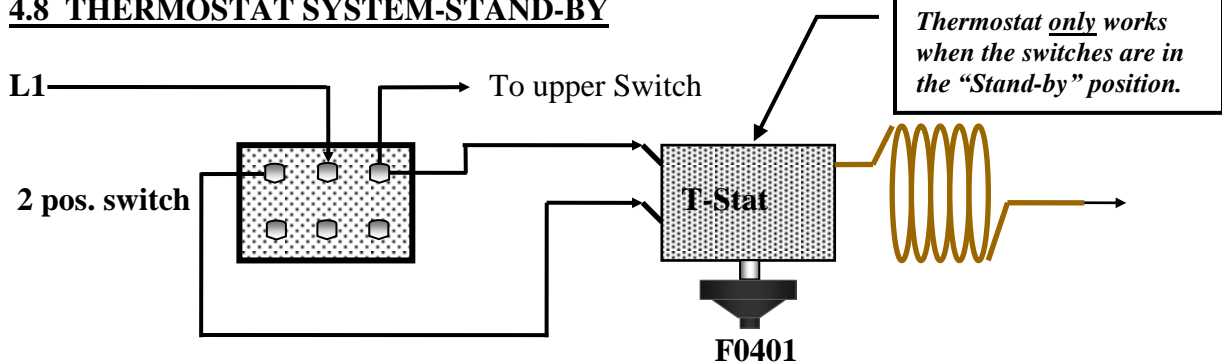 4.8 THERMOSTAT SYSTEM-STAND-BY
Thermostat only works
when the switches are in
the “Stand-by” position.
L1
To upper Switch
2 pos. switch
T-Stat
F0401